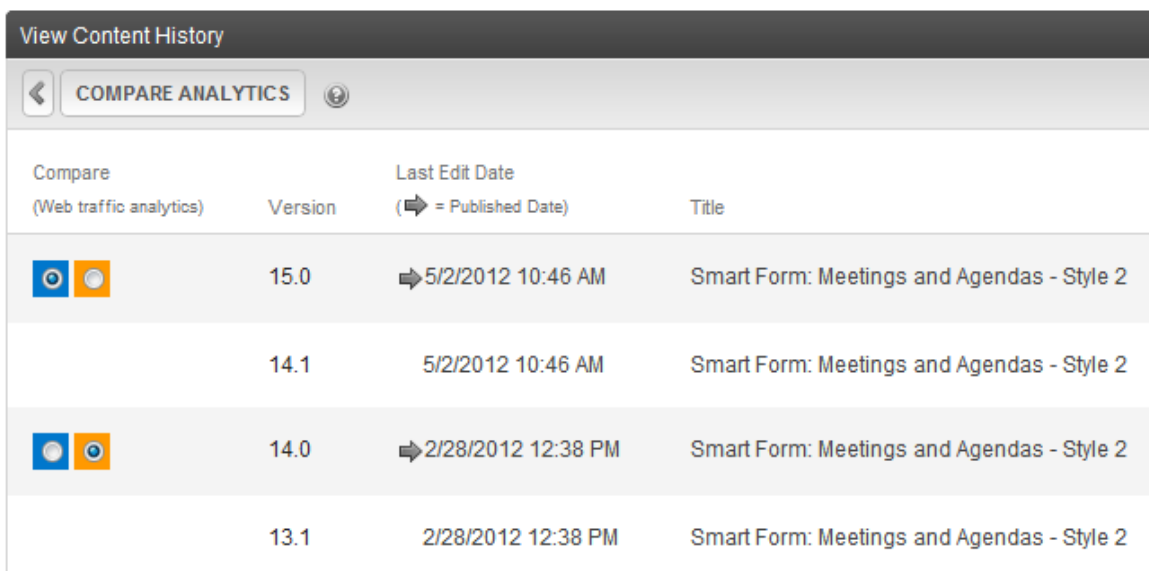 View Content History
COMPARE ANALYTICS
Compare Last Edit Date
(Web traffic analytics) Version ( = Published Date) Title
15.0 5/2/2012 10:46 AM Smart Form: Meetings and Agendas - Style 2
14.1 5/2/2012 10:46 AM Smart Form: Meetings and Agendas - Style 2
14.0 2/28/2012 12:38 PM Smart Form: Meetings and Agendas - Style 2
13.1 2/28/2012 12:38 PM Smart Form: Meetings and Agendas - Style 2